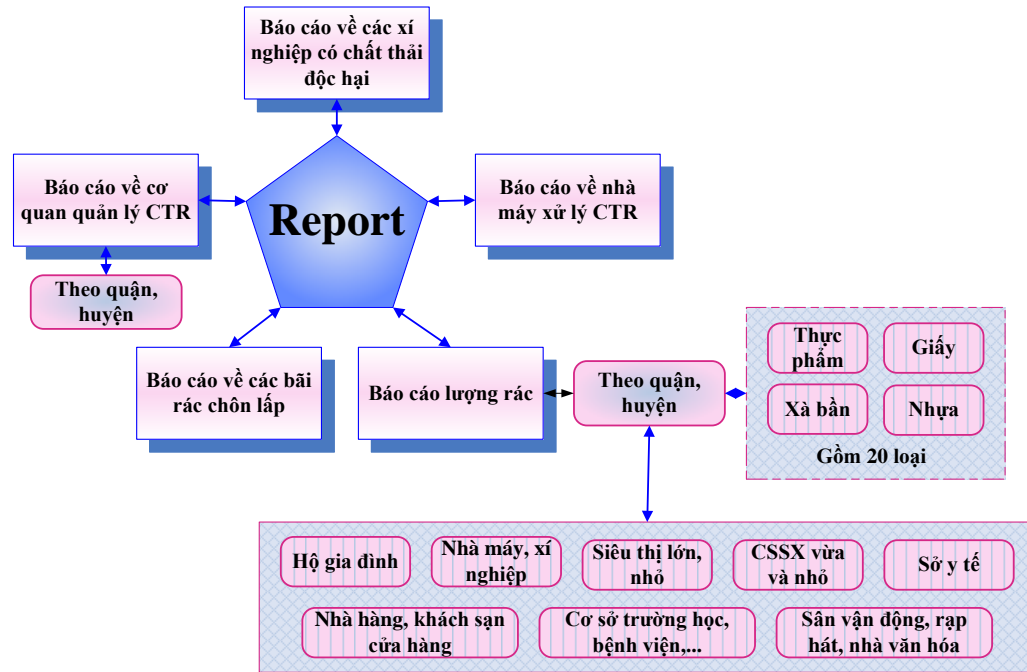 Báo cáo về các xí
nghiệp có chất thải
độc hại
Báo cáo về cơ
quan quản lý CTR
Report
Báo cáo về nhà
máy xử lý CTR
Theo quận,
huyện
Báo cáo về các bãi
rác chôn lấp
Báo cáo lượng rác
Theo quận,
huyện
Thực
phẩm
Giấy
Xà bần
Nhựa
Gồm 20 loại
Hộ gia đình
Nhà máy, xí
nghiệp
Siêu thị lớn,
nhỏ
CSSX vừa
và nhỏ
Sở y tế
Nhà hàng, khách sạn
cửa hàng
Cơ sở trường học,
bệnh viện,...
Sân vận động, rạp
hát, nhà văn hóa